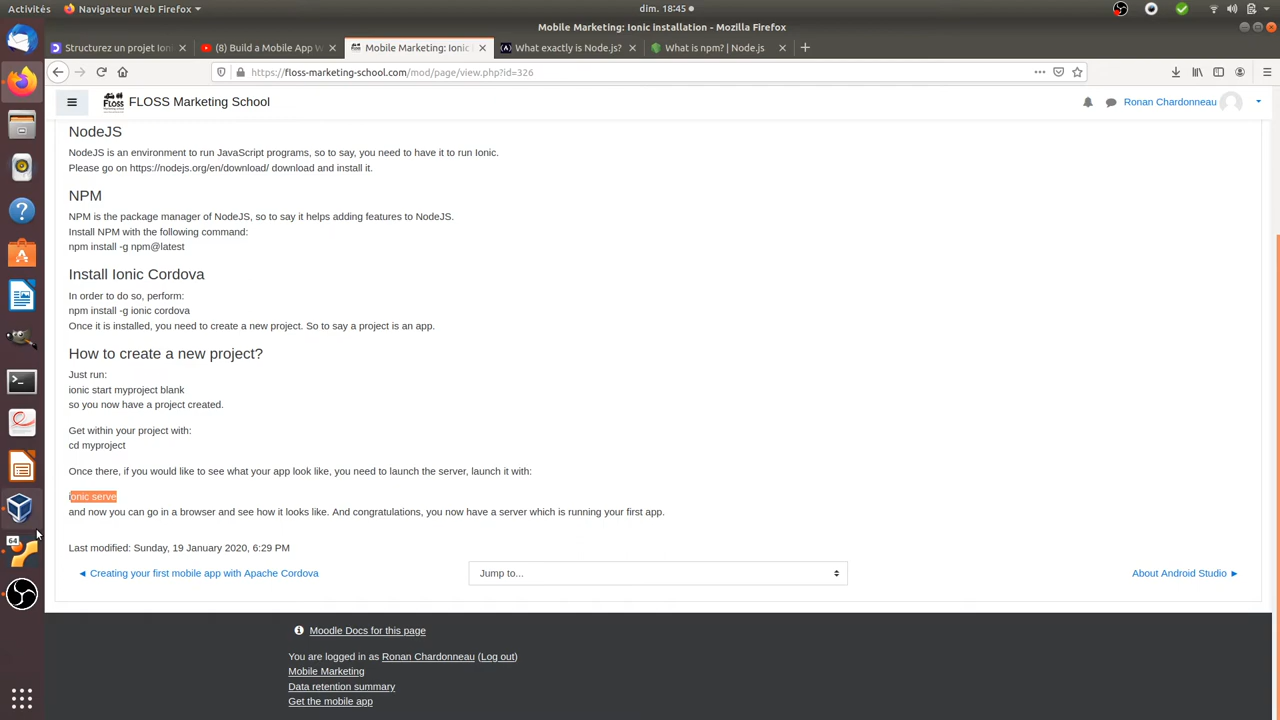 Activités
Firefox Web Browser
dim. 18:45
Mobile Marketing: Ionic installation - Mozilla Firefox
Structurez un projet Ionic
(8) Build a Mobile App W
Mobile Marketing: Ionic i
What exactly is Node.js?
What is npm? | Node.js
https://floss-marketing-school.com/mod/page/view.php?id=326
Floss
FLOSS Marketing School
Ronan Chardonneau
NodeJS
NodeJS is an environment to run JavaScript programs, so to say, you need to have it to run Ionic.
Please go on https://nodejs.org/en/download/ download and install it.
NPM
NPM is the package manager of NodeJS, so to say it helps adding features to NodeJS.
Install NPM with the following command:
npm install -g npm@latest
Install Ionic Cordova
In order to do so, perform:
npm install -g ionic cordova
Once it is installed, you need to create a new project. So to say a project is an app.
How to create a new project?
Just run:
ionic start myproject blank
so you now have a project created.
Get within your project with:
cd myproject
Once there, if you would like to see what your app look like, you need to launch the server, launch it with:
ionic serve
and now you can go in a browser and see how it looks like. And congratulations, you now have a server which is running your first app.
64
Last modified: Sunday, 19 January 2020, 6:29 PM
◄ Creating your first mobile app with Apache Cordova
Jump to...
About Android Studio ►
Moodle Docs for this page
You are logged in as Ronan Chardonneau (Log out)
Mobile Marketing
Data retention summary
Get the mobile app